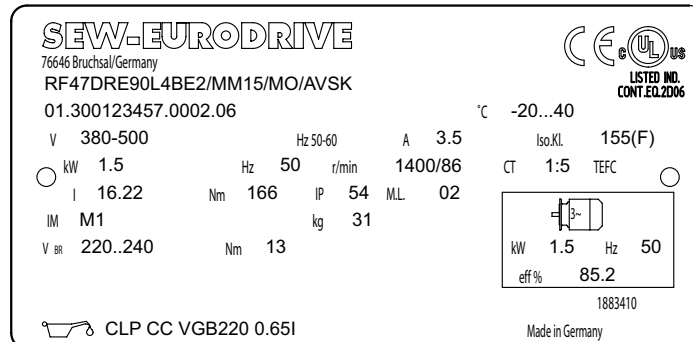 SEW-EURODRIVE
76646 Bruchsal/Germany
RF47DRE90L4BE2/MM15/MO/AVSK
01.300123457.0002.06 °C -20...40
V 380-500 Hz 50-60 A 3.5 Iso.Kl. 155(F)
kW 1.5 Hz 50 r/min 1400/86 CT 1:5 TEFC
I 16.22 Nm 166 IP 54 M.L. 02
IM M1 kg 31
V BR 220..240 Nm 13
CLP CC VGB220 0.65l
CE
c UL US
LISTED IND.
CONT.EQ.2D06
3~
kW 1.5 Hz 50
eff % 85.2
1883410
Made in Germany